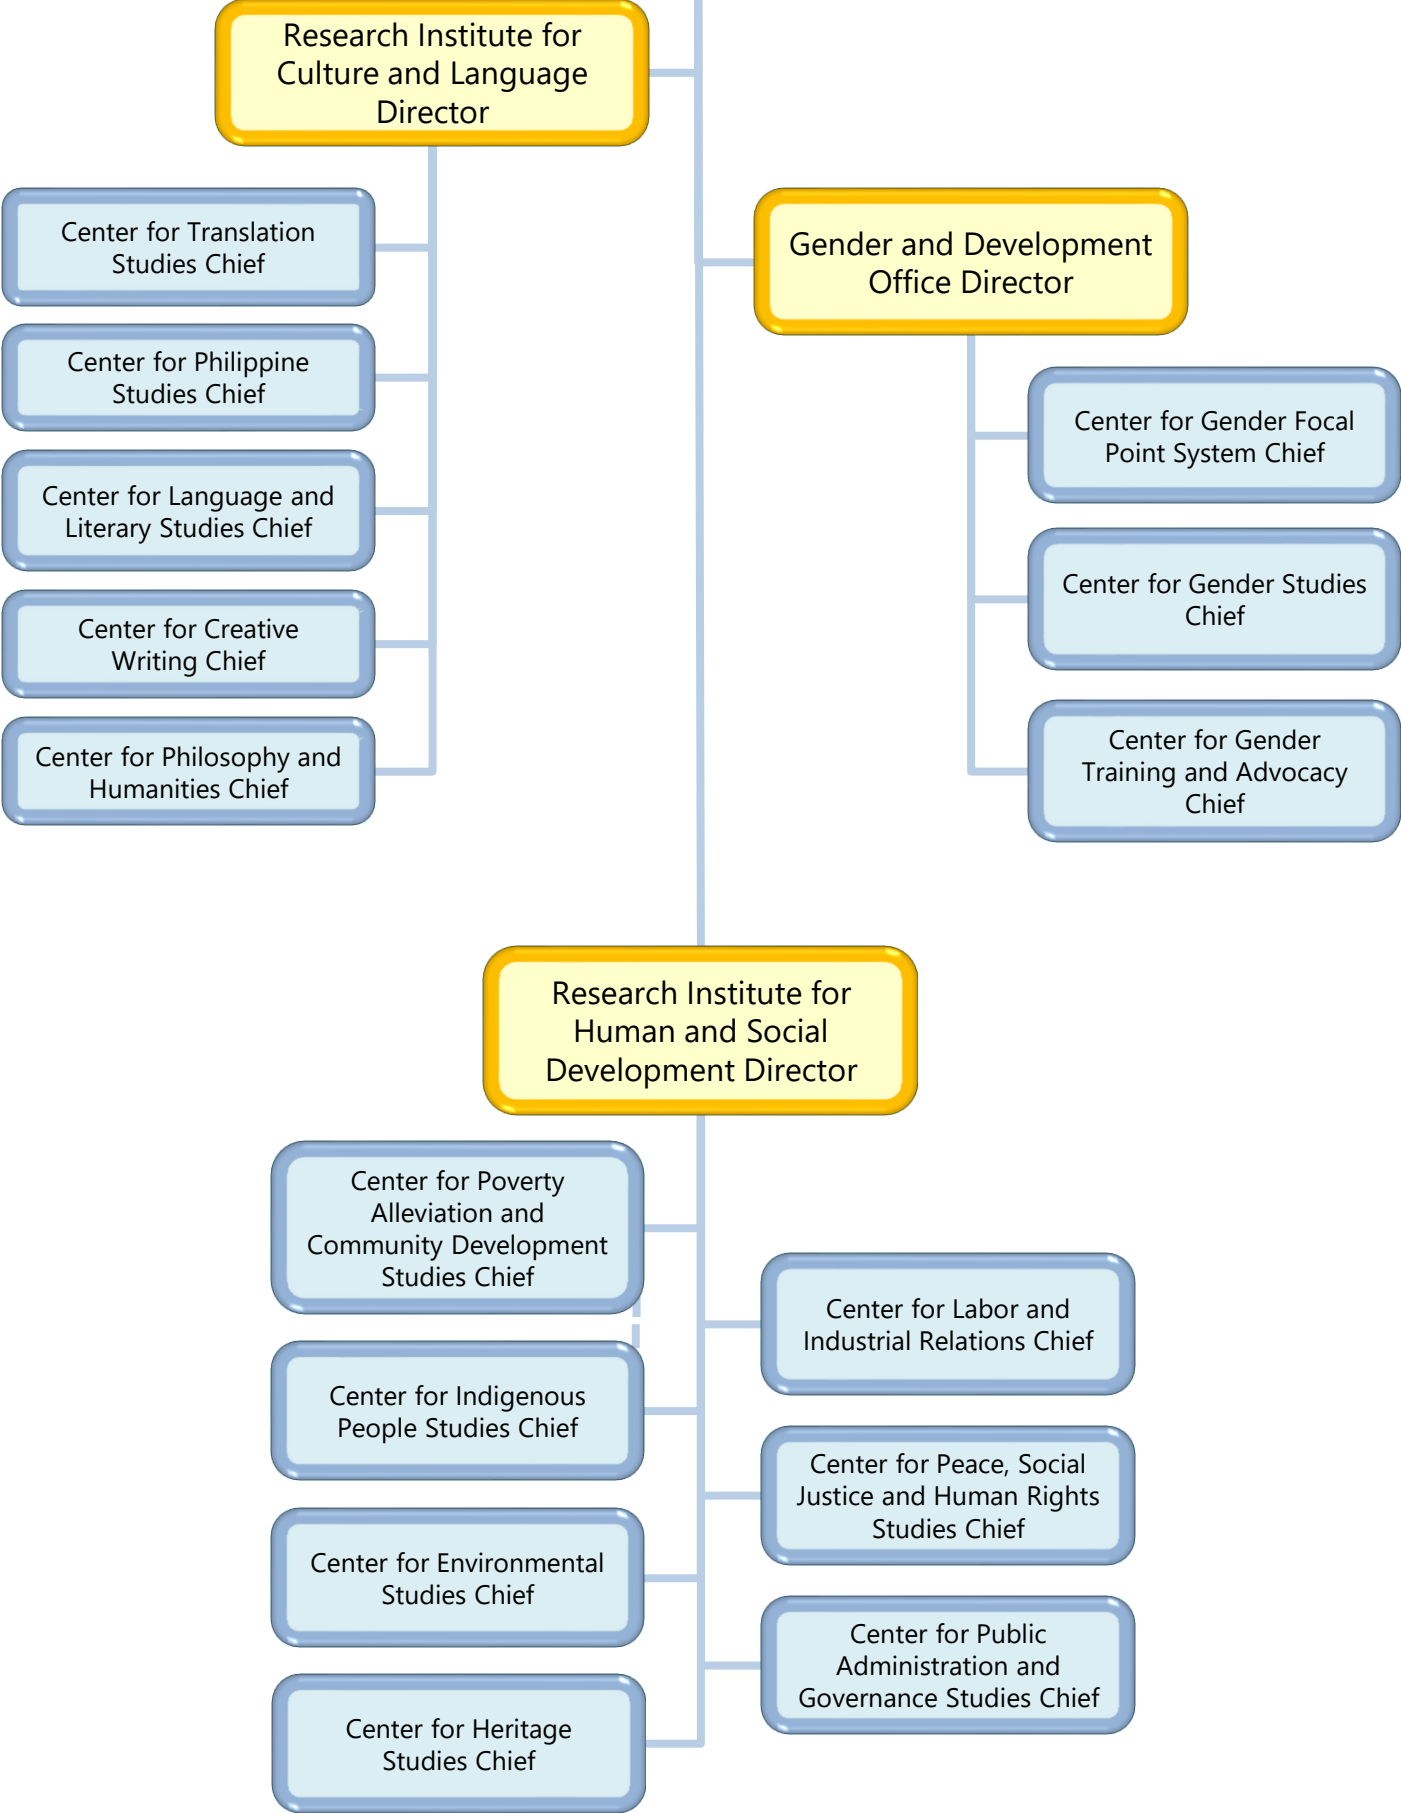 Research Institute for
Culture and Language
Director
Center for Translation
Studies Chief
Center for Philippine
Studies Chief
Center for Language and
Literary Studies Chief
Center for Creative
Writing Chief
Center for Philosophy and
Humanities Chief
Gender and Development
Office Director
Center for Gender Focal
Point System Chief
Center for Gender Studies
Chief
Center for Gender
Training and Advocacy
Chief
Research Institute for
Human and Social
Development Director
Center for Poverty
Alleviation and
Community Development
Studies Chief
Center for Indigenous
People Studies Chief
Center for Environmental
Studies Chief
Center for Heritage
Studies Chief
Center for Labor and
Industrial Relations Chief
Center for Peace, Social
Justice and Human Rights
Studies Chief
Center for Public
Administration and
Governance Studies Chief